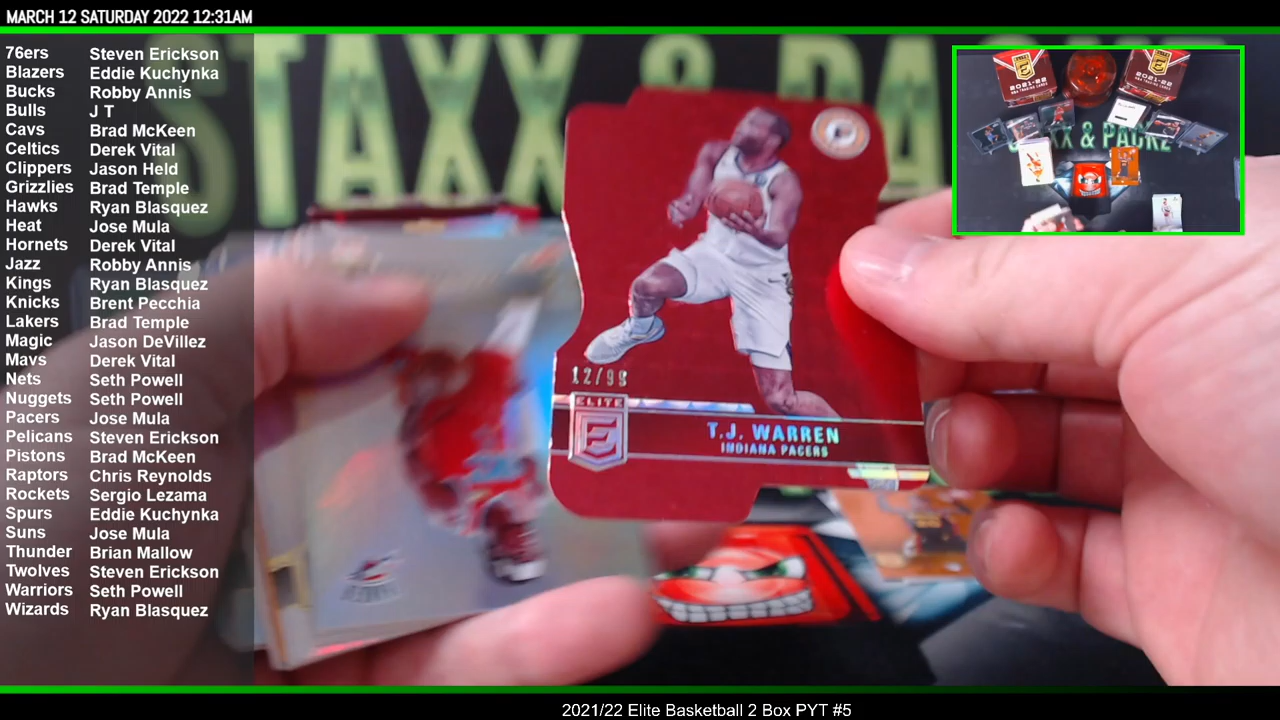 MARCH 12 SATURDAY 2022 12:31AM
76ers Steven Erickson
Blazers Eddie Kuchynka
Bucks Robby Annis
Bulls J T
Cavs Brad McKeen
Celtics Derek Vital
Clippers Jason Held
Grizzlies Brad Temple
Hawks Ryan Blasquez
Heat Jose Mula
Hornets Derek Vital
Jazz Robby Annis
Kings Ryan Blasquez
Knicks Brent Pecchia
Lakers Brad Temple
Magic Jason DeVillez
Mavs Derek Vital
Nets Seth Powell
Nuggets Seth Powell
Pacers Jose Mula
Pelicans Steven Erickson
Pistons Brad McKeen
Raptors Chris Reynolds
Rockets Sergio Lezama
Spurs Eddie Kuchynka
Suns Jose Mula
Thunder Brian Mallow
Twolves Steven Erickson
Warriors Seth Powell
Wizards Ryan Blasquez
STAXX & PA
12/99
ELITE
E
T.J. WARREN
INDIANA PACERS
2021-22
2021-22
XX & PACKZ
2021/22 Elite Basketball 2 Box PYT #5